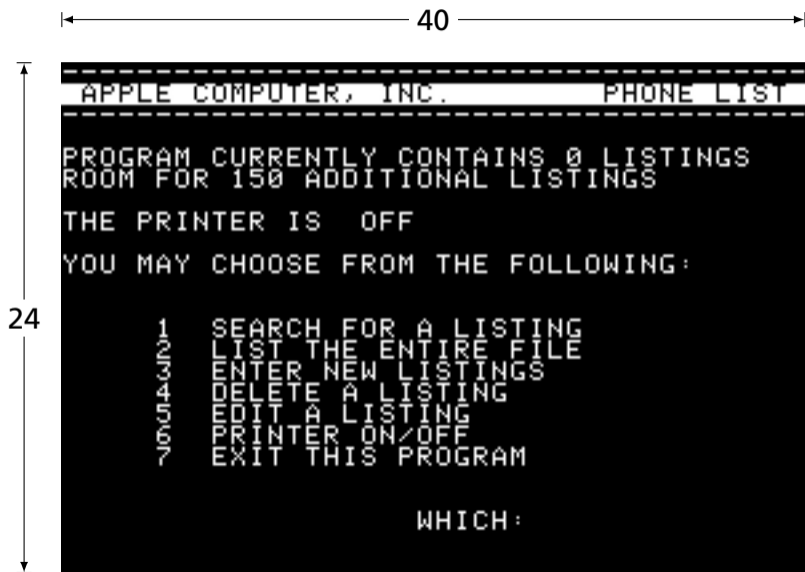 40
----------------------------------------
APPLE COMPUTER, INC.        PHONE LIST
----------------------------------------
PROGRAM CURRENTLY CONTAINS 0 LISTINGS
ROOM FOR 150 ADDITIONAL LISTINGS
THE PRINTER IS  OFF
YOU MAY CHOOSE FROM THE FOLLOWING:
24
1  SEARCH FOR A LISTING
2  LIST THE ENTIRE FILE
3  ENTER NEW LISTINGS
4  DELETE A LISTING
5  EDIT A LISTING
6  PRINTER ON/OFF
7  EXIT THIS PROGRAM
WHICH: